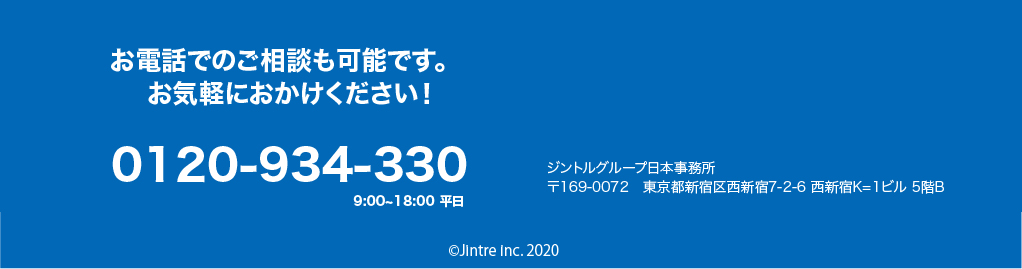 お電話でのご相談も可能です。
お気軽におかけください！
0120-934-330
9:00~18:00 平日
ジントルグループ日本事務所
〒169-0072　東京都新宿区西新宿7-2-6 西新宿K=1ビル 5階B
©JIntre Inc. 2020